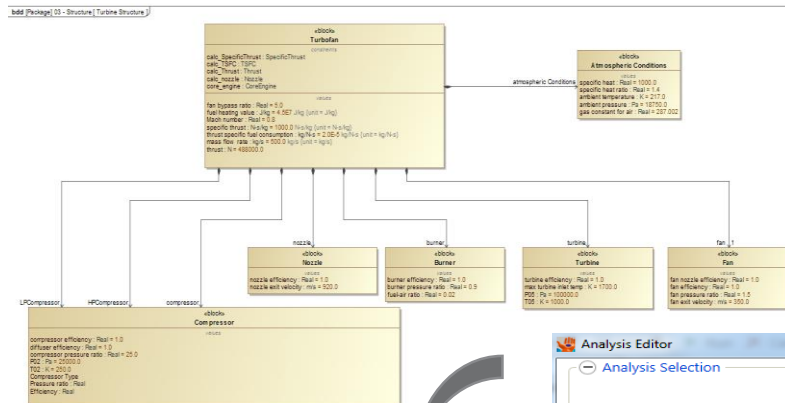 bdd [Package] 03 - Structure [ Turbine Structure ]
«block»
Turbofan
constraints
calc_SpecificThrust : SpecificThrust
calc_TSFC : TSFC
calc_Thrust : Thrust
calc_nozzle : Nozzle
core_engine : CoreEngine
values
fan bypass ratio : Real = 5.0
fuel heating value : J/kg = 4.5E7 J/kg {unit = J/kg}
Mach number : Real = 0.8
specific thrust : N-s/kg = 1000.0 N-s/kg {unit = N-s/kg}
thrust specific fuel consumption : kg/N-s = 2.0E-5 kg/N-s {unit = kg/N-s}
mass flow rate : kg/s = 500.0 kg/s {unit = kg/s}
thrust : N = 488000.0
atmospheric Conditions
«block»
Atmospheric Conditions
values
specific heat : Real = 1000.0
specific heat ratio : Real = 1.4
ambient temperature : K = 217.0
ambient pressure : Pa = 18750.0
gas constant for air : Real = 287.002
nozzle
«block»
Nozzle
values
nozzle efficiency : Real = 1.0
nozzle exit velocity : m/s = 920.0
burner
«block»
Burner
values
burner efficiency : Real = 1.0
burner pressure ratio : Real = 0.9
fuel-air ratio : Real = 0.02
turbine
«block»
Turbine
values
turbine efficiency : Real = 1.0
max turbine inlet temp : K = 1700.0
P05 : Pa = 100000.0
T05 : K = 1000.0
fan 1
«block»
Fan
values
fan nozzle efficiency : Real = 1.0
fan efficiency : Real = 1.0
fan pressure ratio : Real = 1.5
fan exit velocity : m/s = 350.0
LPCompressor
HPCompressor
compressor
«block»
Compressor
values
compressor efficiency : Real = 1.0
diffuser efficiency : Real = 1.0
compressor pressure ratio : Real = 25.0
P02 : Pa = 25000.0
T02 : K = 250.0
Compressor Type
Pressure ratio : Real
Efficiency : Real
Analysis Editor
Analysis Selection